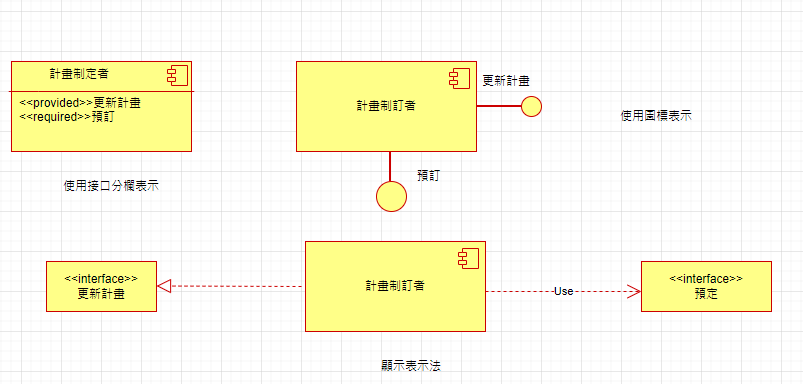 計畫制定者
<<provided>>更新計畫
<<required>>預訂
使用接口分欄表示
計畫制訂者
更新計畫
預訂
使用圖標表示
<<interface>>
更新計畫
計畫制訂者
Use
<<interface>>
預定
顯示表示法